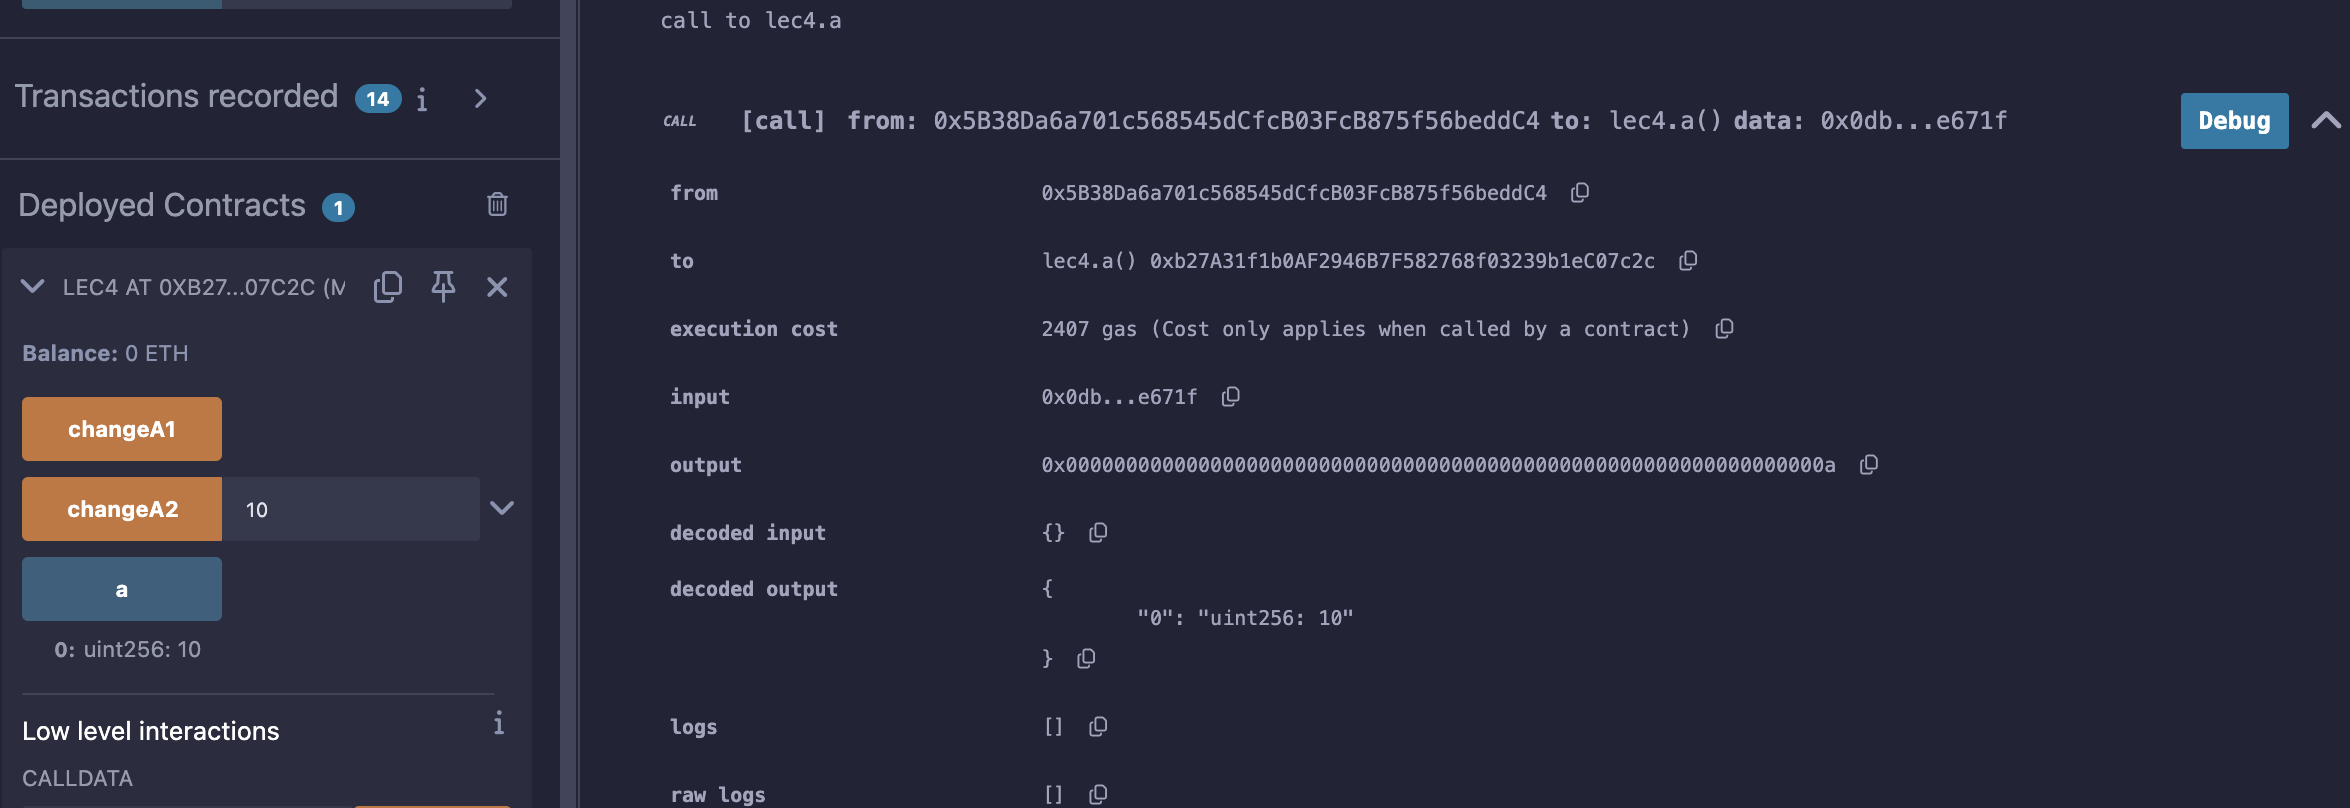 Transactions recorded 14 i
Deployed Contracts 1
LEC4 AT 0XB27...07C2C (M
Balance: 0 ETH
changeA1
changeA2 10
a
0: uint256: 10
Low level interactions i
CALLDATA
call to lec4.a
CALL [call] from: 0x5B38Da6a701c568545dCfcB03FcB875f56beddC4 to: lec4.a() data: 0x0db...e671f Debug
from 0x5B38Da6a701c568545dCfcB03FcB875f56beddC4
to lec4.a() 0xb27A31f1b0AF2946B7F582768f03239b1eC07c2c
execution cost 2407 gas (Cost only applies when called by a contract)
input 0x0db...e671f
output 0x000000000000000000000000000000000000000000000000000000000000000a
decoded input {}
decoded output {
"0": "uint256: 10"
}
logs []
raw logs []